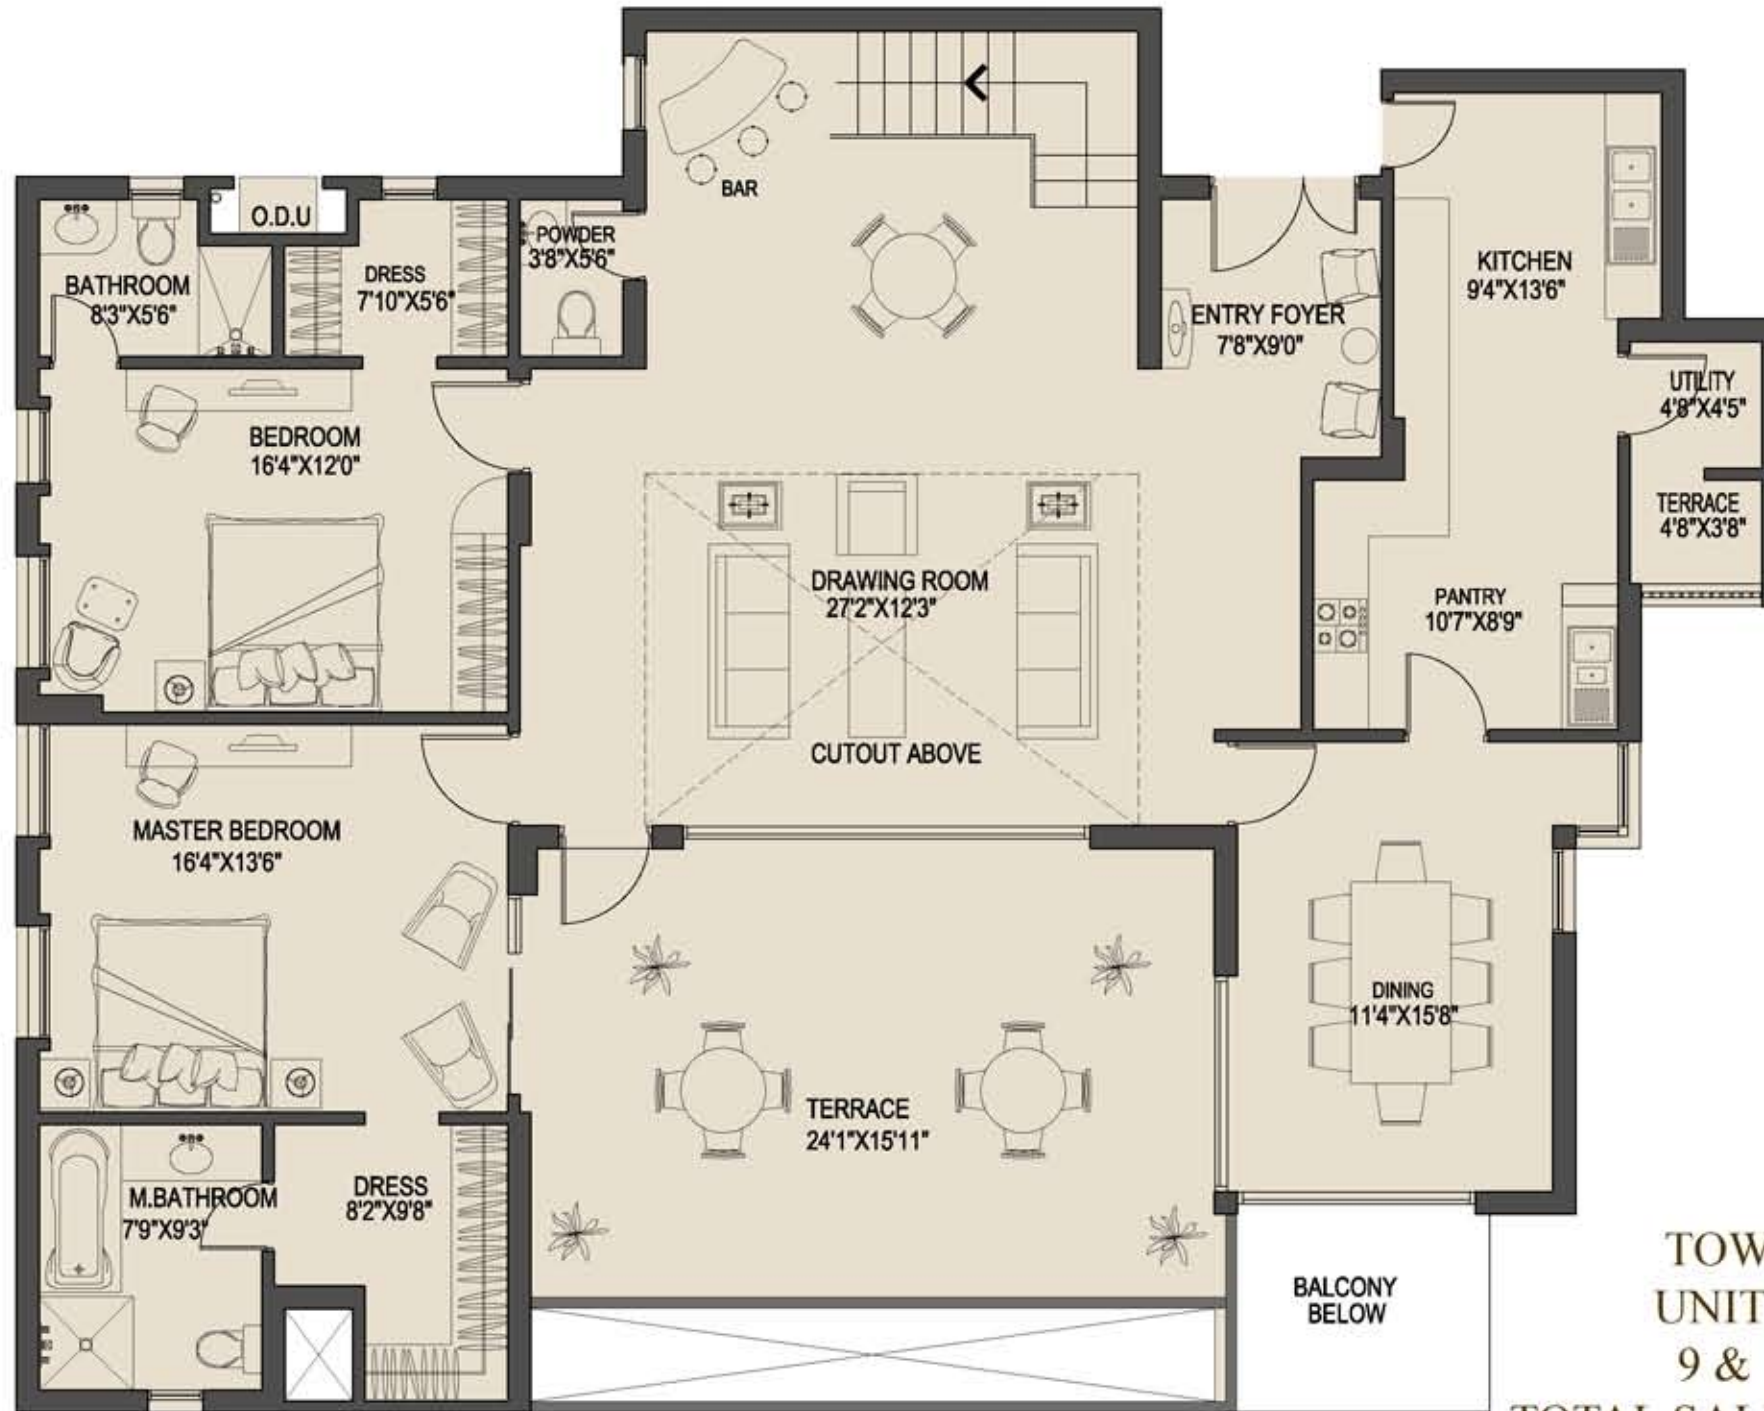 BAR
O.D.U
POWDER
3'8"X5'6"
DRESS
7'10"X5'6"
BATHROOM
8'3"X5'6"
KITCHEN
9'4"X13'6"
ENTRY FOYER
7'8"X9'0"
UTILITY
4'8"X4'5"
BEDROOM
16'4"X12'0"
TERRACE
4'8"X3'8"
DRAWING ROOM
27'2"X12'3"
PANTRY
10'7"X8'9"
CUTOUT ABOVE
MASTER BEDROOM
16'4"X13'6"
DINING
11'4"X15'8"
TERRACE
24'1"X15'11"
M.BATHROOM
7'9"X9'3"
DRESS
8'2"X9'8"
BALCONY
BELOW
TOW
UNIT
9 &
TOTAL